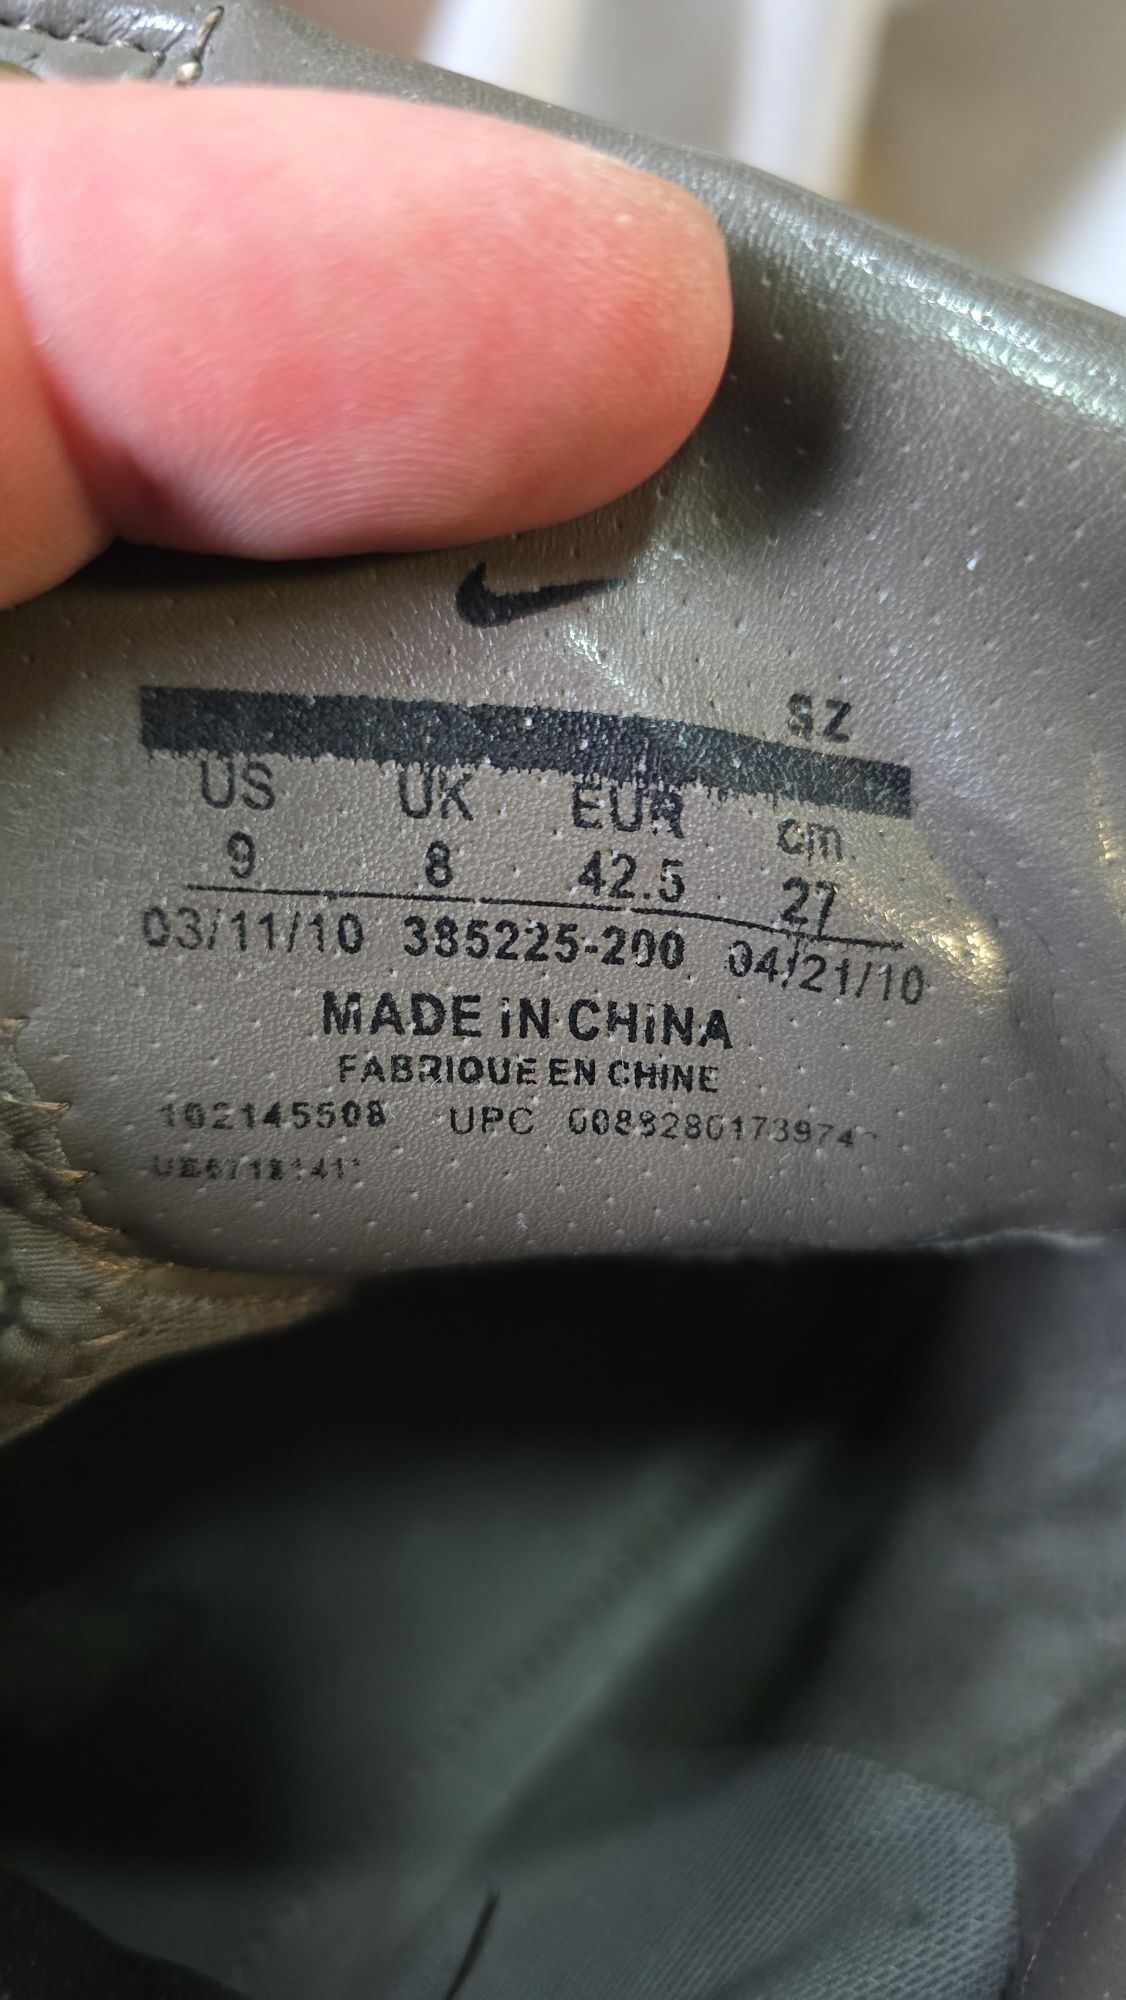 SZ
US UK EUR cm
9 8 42.5 27
03/11/10 385225-200 04/21/10
MADE iN CHiNA
FABRIQUE EN CHINE
102145508 UPC